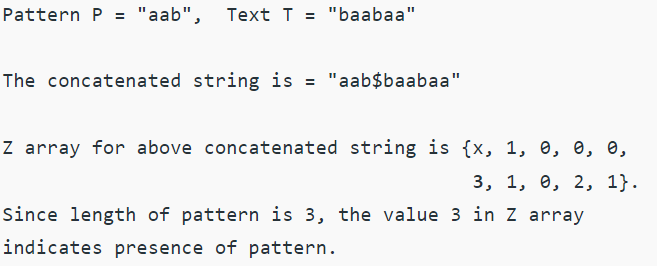 Pattern P = "aab",  Text T = "baabaa"
The concatenated string is = "aab$baabaa"
Z array for above concatenated string is {x, 1, 0, 0, 0,
3, 1, 0, 2, 1}.
Since length of pattern is 3, the value 3 in Z array
indicates presence of pattern.